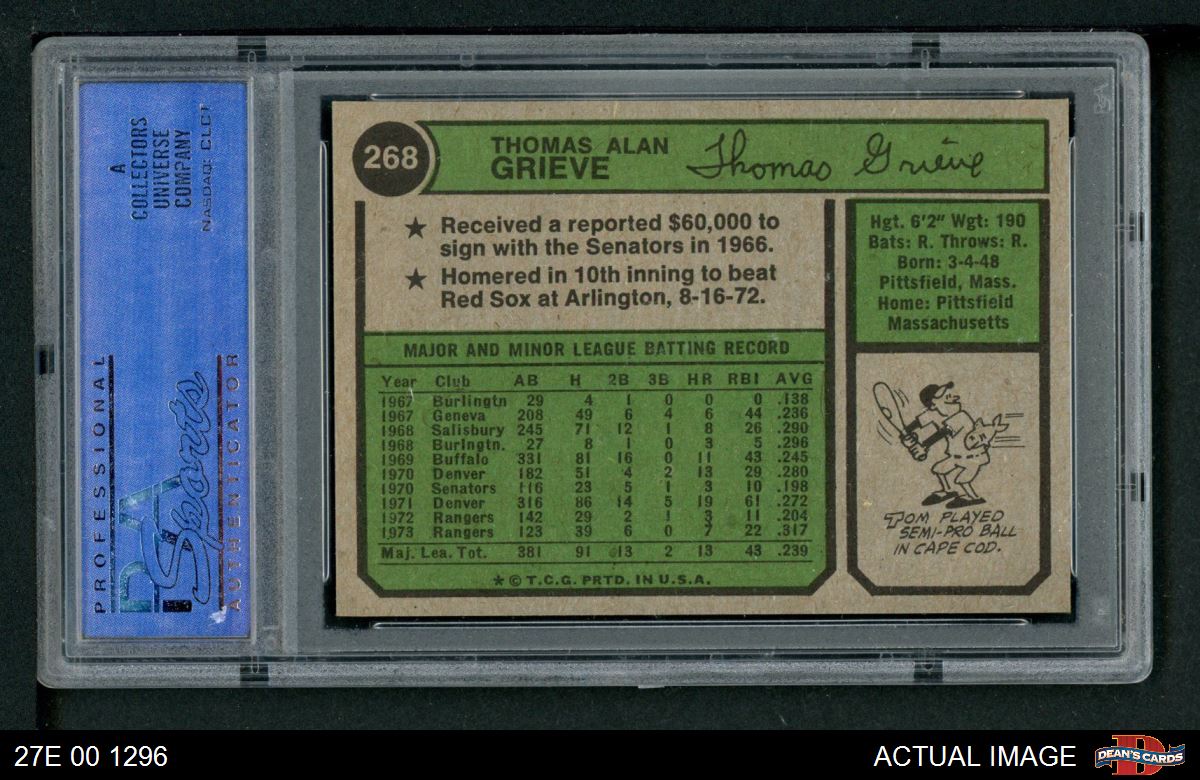 A
COLLECTORS
UNIVERSE
COMPANY
NASDAQ: CLCT
PROFESSIONAL
PSA
Sports
AUTHENTICATOR
268
THOMAS ALAN
GRIEVE
Thomas Grieve
★ Received a reported $60,000 to
sign with the Senators in 1966.
★ Homered in 10th inning to beat
Red Sox at Arlington, 8-16-72.
Hgt. 6'2" Wgt: 190
Bats: R. Throws: R.
Born: 3-4-48
Pittsfield, Mass.
Home: Pittsfield
Massachusetts
MAJOR AND MINOR LEAGUE BATTING RECORD
Year Club AB H 2B 3B HR RBI AVG
1967 Burlingtn 29 4 1 0 0 0 .138
1967 Geneva 208 49 6 4 6 44 .236
1968 Salisbury 245 71 12 1 8 26 .290
1968 Burlngtn. 27 8 1 0 3 5 .296
1969 Buffalo 331 81 16 0 11 43 .245
1970 Denver 182 51 4 2 13 29 .280
1970 Senators 116 23 5 1 3 10 .198
1971 Denver 316 86 14 5 19 61 .272
1972 Rangers 142 29 2 1 3 11 .204
1973 Rangers 123 39 6 0 7 22 .317
Maj. Lea. Tot. 381 91 13 2 13 43 .239
★ © T.C.G. PRTD. IN U.S.A.
TOM PLAYED
SEMI-PRO BALL
IN CAPE COD.
27E 00 1296
ACTUAL IMAGE
DEAN'S CARDS